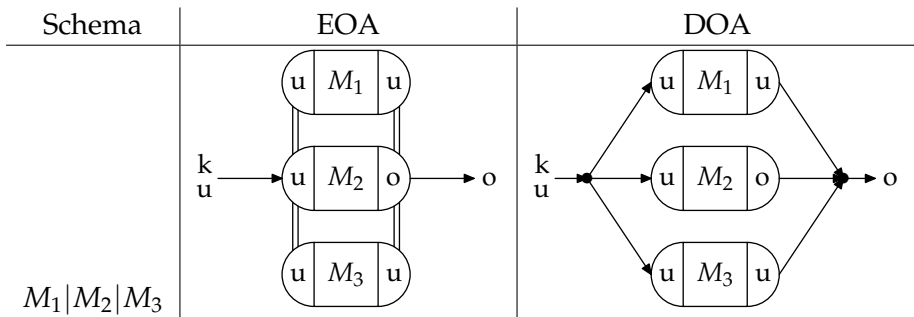 Schema EOA DOA
u M₁ u u M₁ u
k k
u u M₂ o o u u M₂ o o
u M₃ u u M₃ u
M₁|M₂|M₃